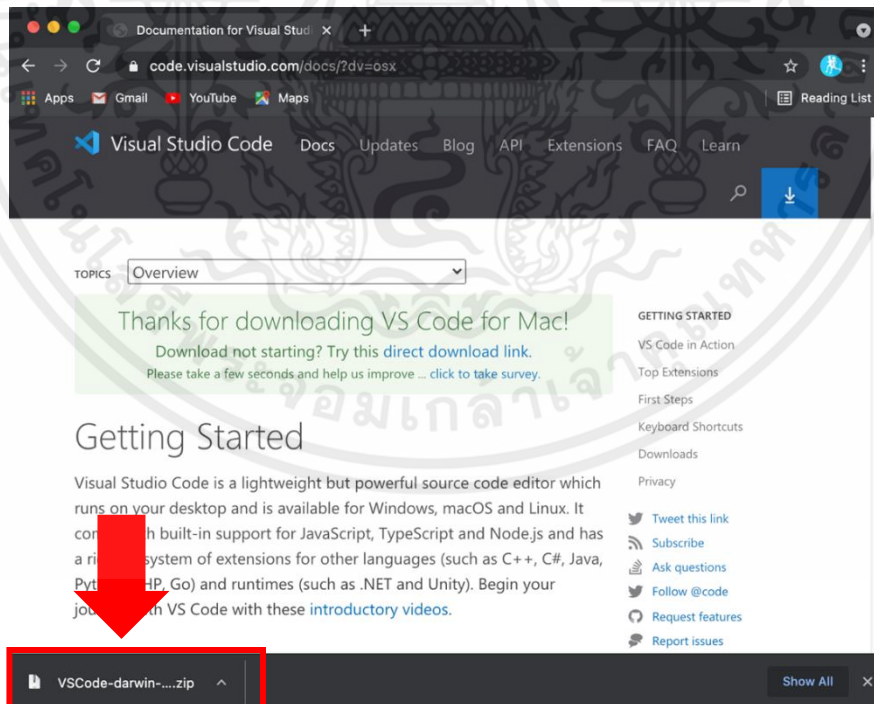 Documentation for Visual Stud
code.visualstudio.com/docs/?dv=osx
Apps Gmail YouTube Maps Reading List
Visual Studio Code Docs Updates Blog API Extensions FAQ Learn
TOPICS Overview
Thanks for downloading VS Code for Mac!
Download not starting? Try this direct download link.
Please take a few seconds and help us improve ... click to take survey.
Getting Started
Visual Studio Code is a lightweight but powerful source code editor which
runs on your desktop and is available for Windows, macOS and Linux. It
built-in support for JavaScript, TypeScript and Node.js and has
a system of extensions for other languages (such as C++, C#, Java,
Go) and runtimes (such as .NET and Unity). Begin your
VS Code with these introductory videos.
GETTING STARTED
VS Code in Action
Top Extensions
First Steps
Keyboard Shortcuts
Downloads
Privacy
Tweet this link
Subscribe
Ask questions
Follow @code
Request features
Report issues
VSCode-darwin-....zip
Show All